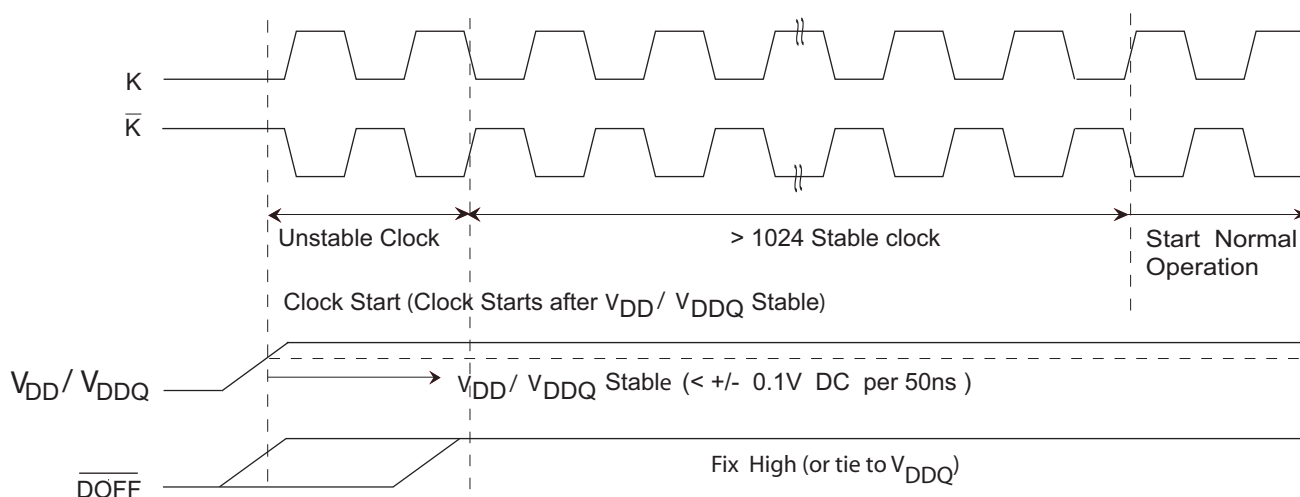 K
K̅
Unstable Clock
> 1024 Stable clock
Start Normal
Operation
Clock Start (Clock Starts after VDD / VDDQ Stable)
VDD / VDDQ
VDD / VDDQ Stable (< +/- 0.1V DC per 50ns )
Fix High (or tie to VDDQ)
DOFF